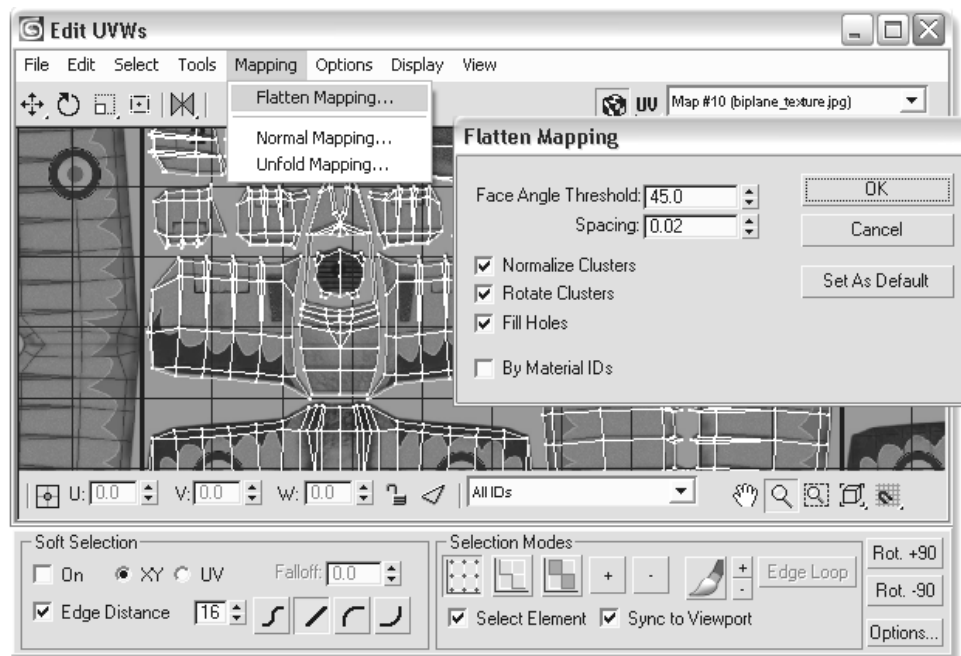 Edit UVWs
File Edit Select Tools Mapping Options Display View
Flatten Mapping...
Normal Mapping...
Unfold Mapping...
UV Map #10 (biplane_texture.jpg)
Flatten Mapping
Face Angle Threshold: 45.0
Spacing: 0.02
Normalize Clusters
Rotate Clusters
Fill Holes
By Material IDs
OK
Cancel
Set As Default
U: 0.0 V: 0.0 W: 0.0 All IDs
Soft Selection
On XY UV Falloff: 0.0
Edge Distance 16
Selection Modes
+ - + - Edge Loop
Select Element Sync to Viewport
Rot. +90
Rot. -90
Options...